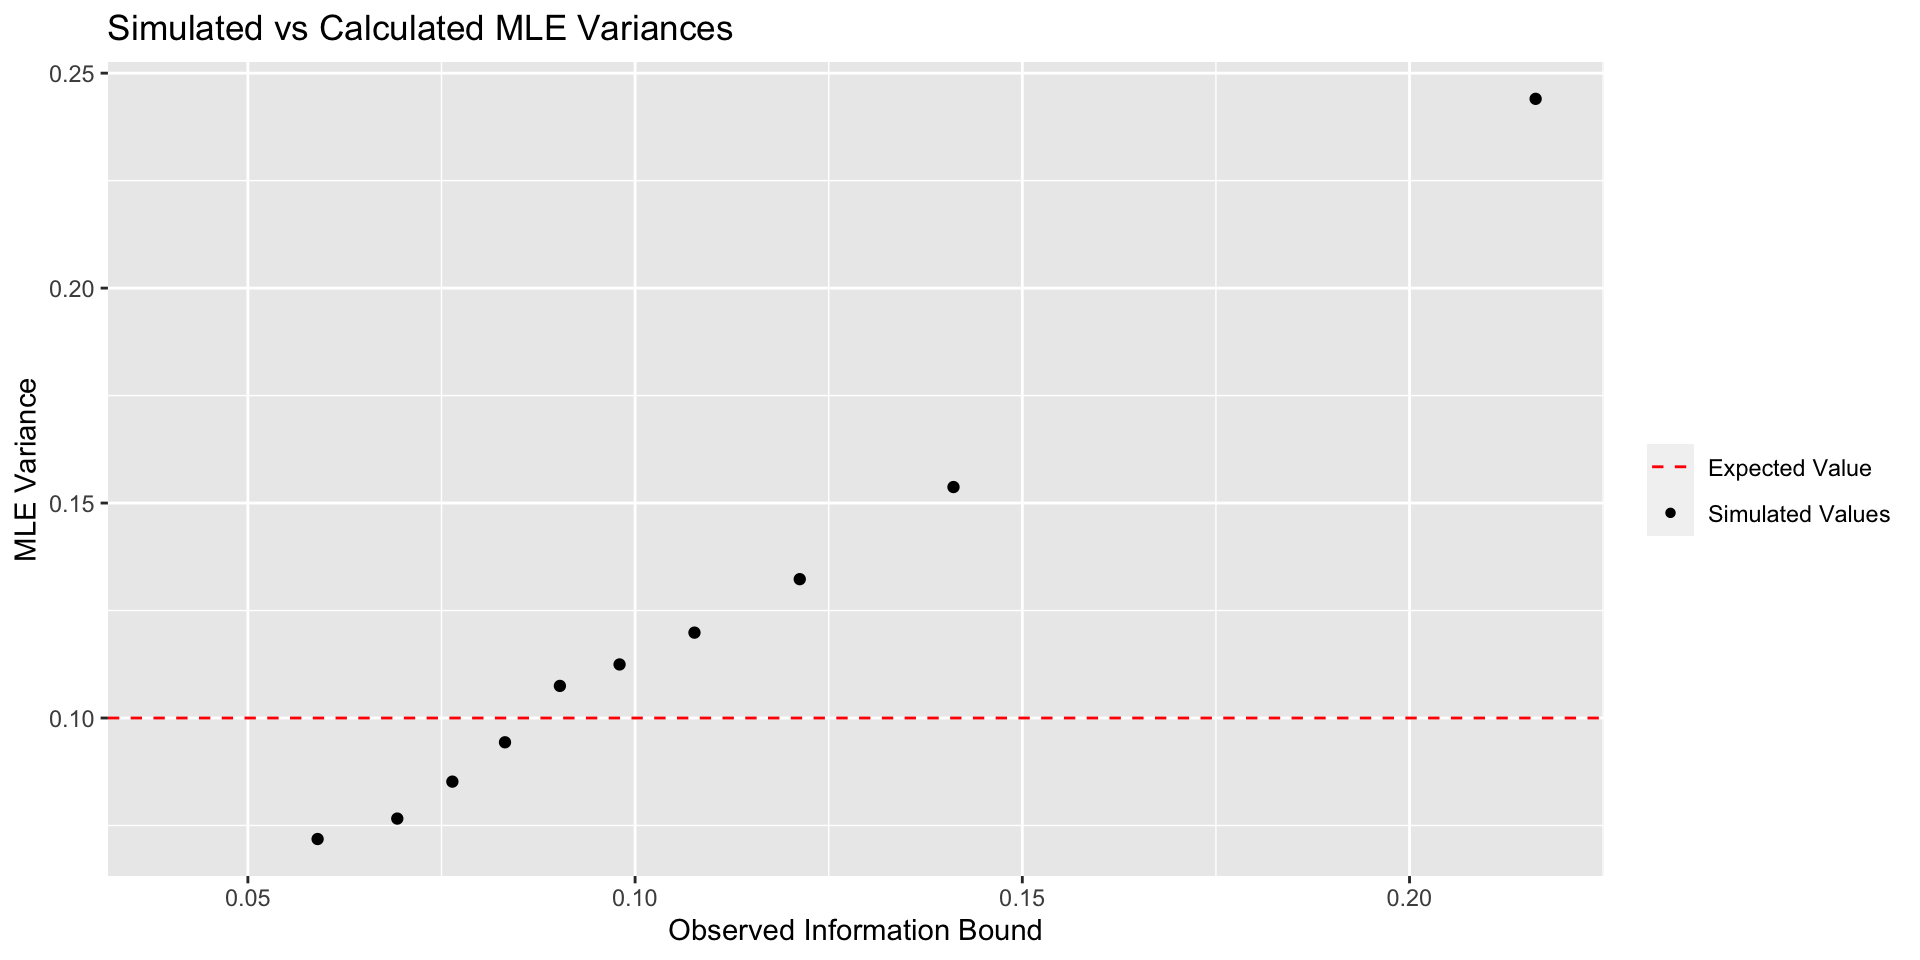 Simulated vs Calculated MLE Variances
0.25
0.20
0.15
0.10
MLE Variance
0.05
0.10
0.15
0.20
Observed Information Bound
Expected Value
Simulated Values